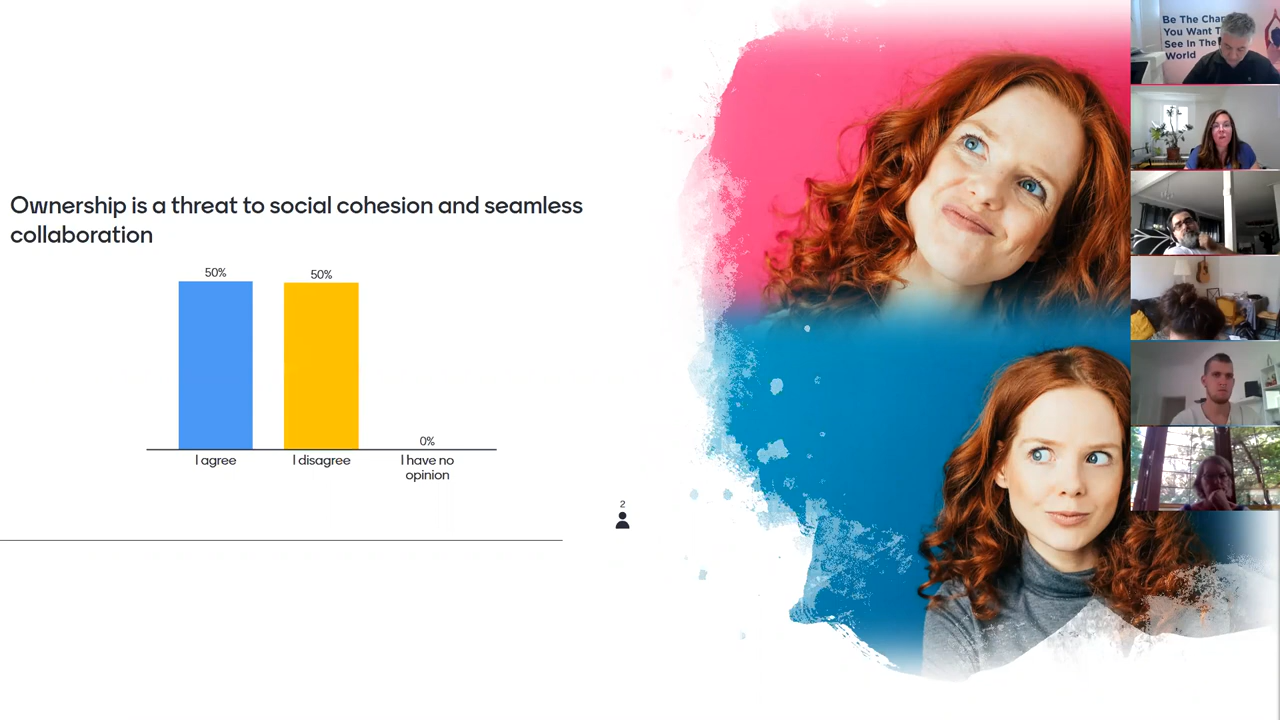 Ownership is a threat to social cohesion and seamless
collaboration
50%
50%
0%
I agree
I disagree
I have no
opinion
2
Be The Chan
You Want T
See In The
World